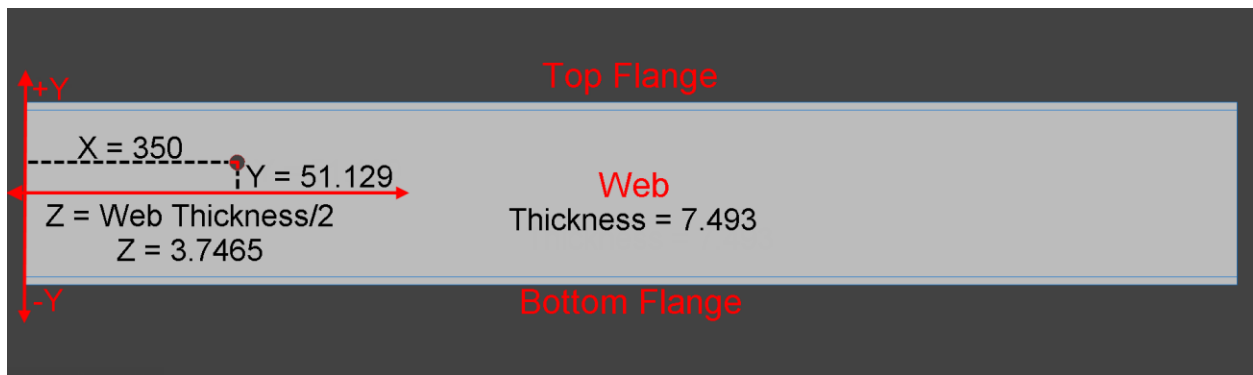 Top Flange
+Y
X = 350
Y = 51.129
Web
Z = Web Thickness/2
Thickness = 7.493
Z = 3.7465
-Y
Bottom Flange